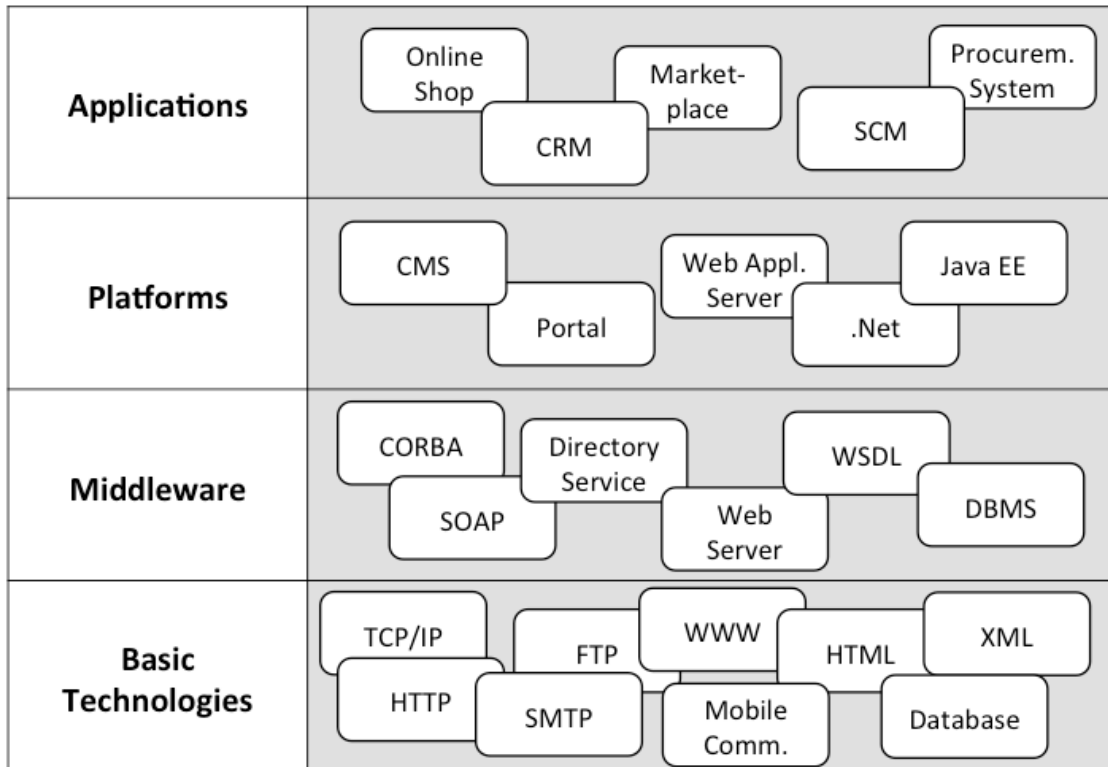 Applications
Online
Shop
CRM
Market-
place
SCM
Procurem.
System
Platforms
CMS
Portal
Web Appl.
Server
.Net
Java EE
Middleware
CORBA
SOAP
Directory
Service
Web
Server
WSDL
DBMS
Basic
Technologies
TCP/IP
HTTP
FTP
SMTP
WWW
Mobile
Comm.
HTML
XML
Database